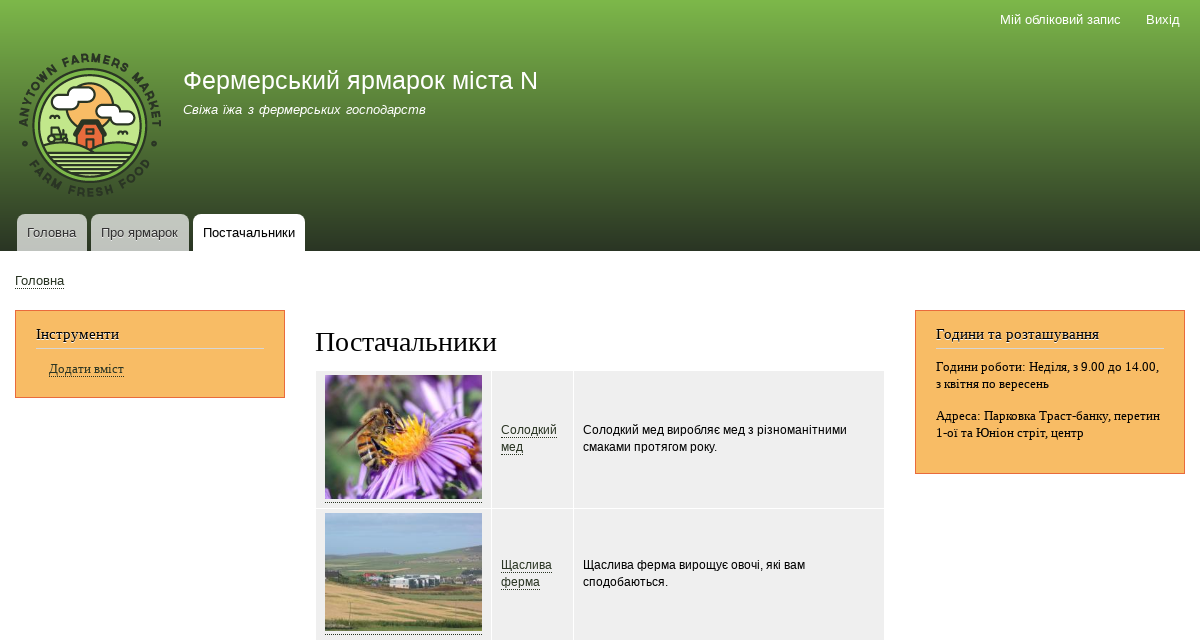 Мій обліковий запис Вихід
ANYTOWN FARMERS MARKET
FARM FRESH FOOD
Фермерський ярмарок міста N
Свіжа їжа з фермерських господарств
Головна Про ярмарок Постачальники
Головна
Інструменти
Додати вміст
Постачальники
Солодкий
мед
Солодкий мед виробляє мед з різноманітними
смаками протягом року.
Щаслива
ферма
Щаслива ферма вирощує овочі, які вам
сподобаються.
Години та розташування
Години роботи: Неділя, з 9.00 до 14.00,
з квітня по вересень
Адреса: Парковка Траст-банку, перетин
1-ої та Юніон стріт, центр